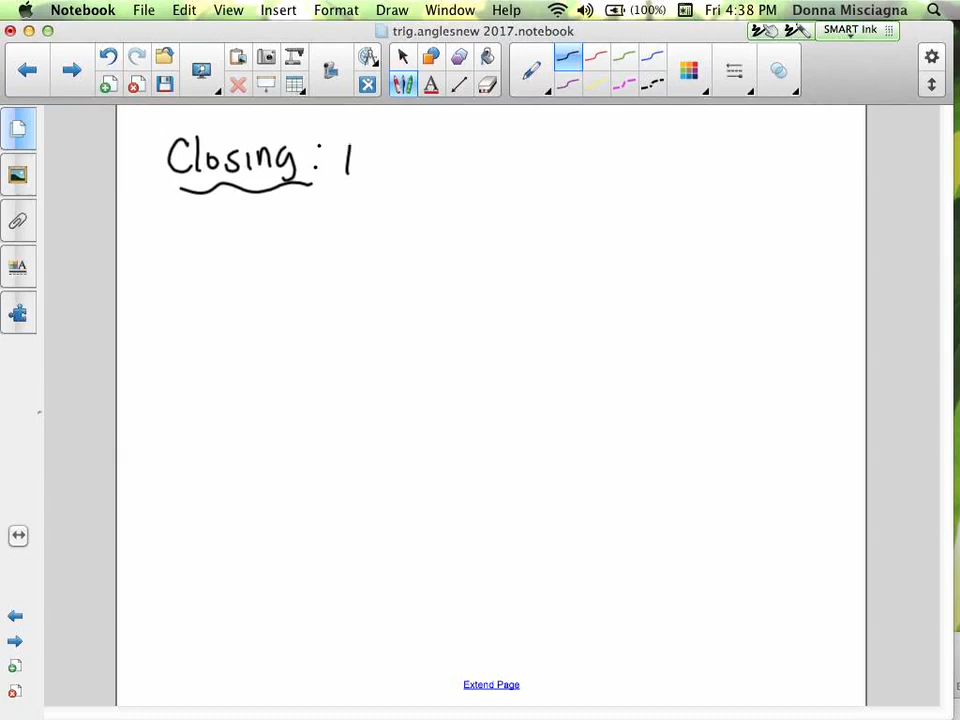 Notebook File Edit View Insert Format Draw Window Help (100%) Fri 4:38 PM Donna Misciagna
trig.anglesnew 2017.notebook SMART Ink
Closing : 1
Extend Page